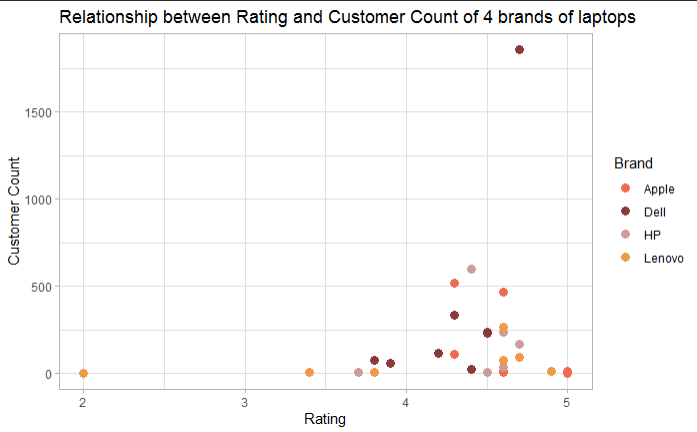 Relationship between Rating and Customer Count of 4 brands of laptops
1500
1000
500
0
Customer Count
2
3
4
5
Rating
Brand
Apple
Dell
HP
Lenovo